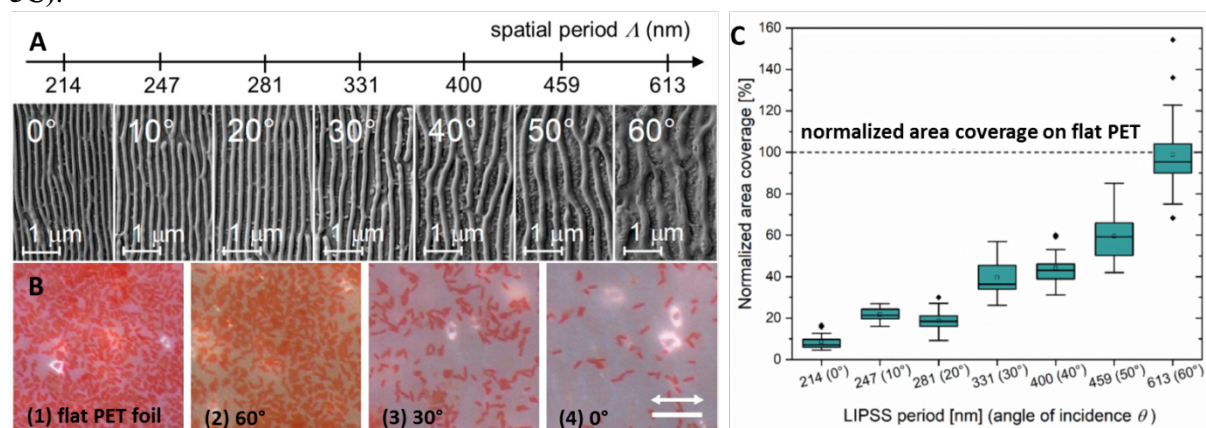 A
spatial period Λ (nm)
214 247 281 331 400 459 613
0° 10° 20° 30° 40° 50° 60°
1 µm 1 µm 1 µm 1 µm 1 µm 1 µm 1 µm
B
(1) flat PET foil (2) 60° (3) 30° (4) 0°
C
Normalized area coverage [%]
160
140
120
100
80
60
40
20
0
normalized area coverage on flat PET
214 (0°) 247 (10°) 281 (20°) 331 (30°) 400 (40°) 459 (50°) 613 (60°)
LIPSS period [nm] (angle of incidence θ)